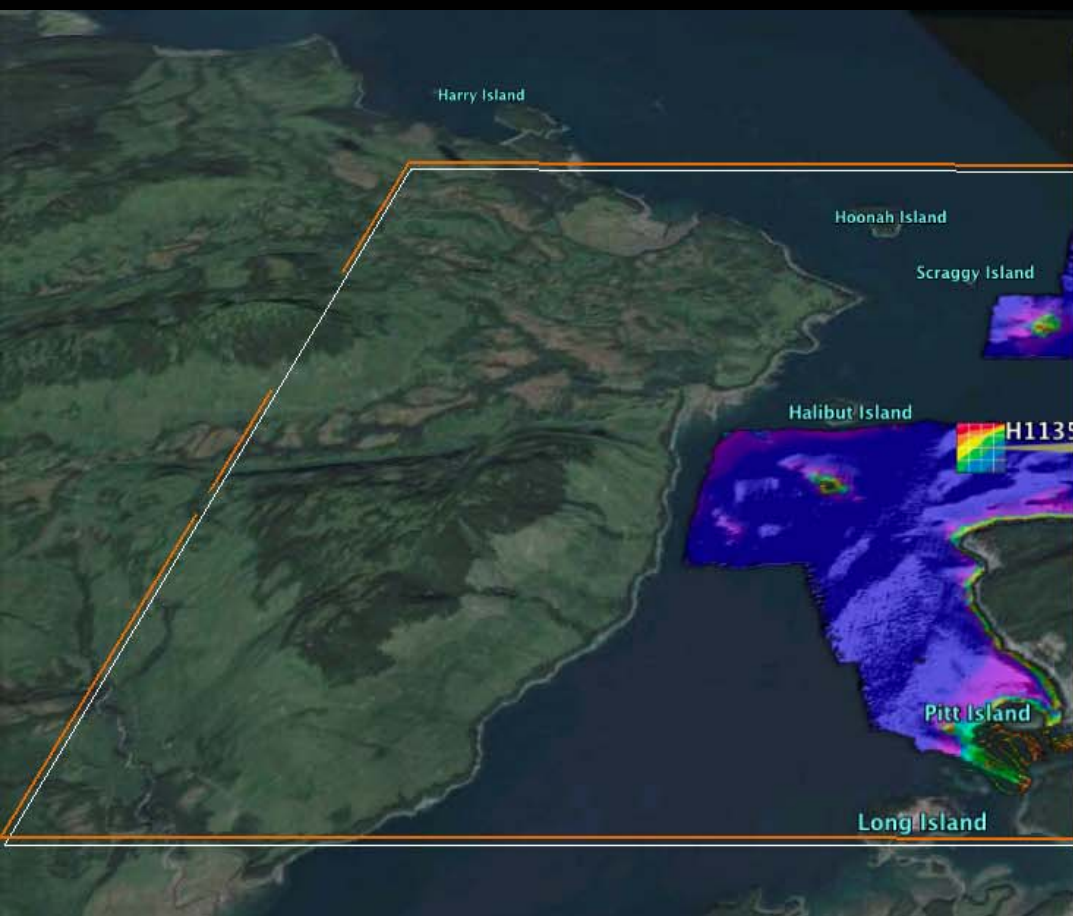 Harry Island
Hoonah Island
Scraggy Island
Halibut Island
H1135
Pitt Island
Long Island